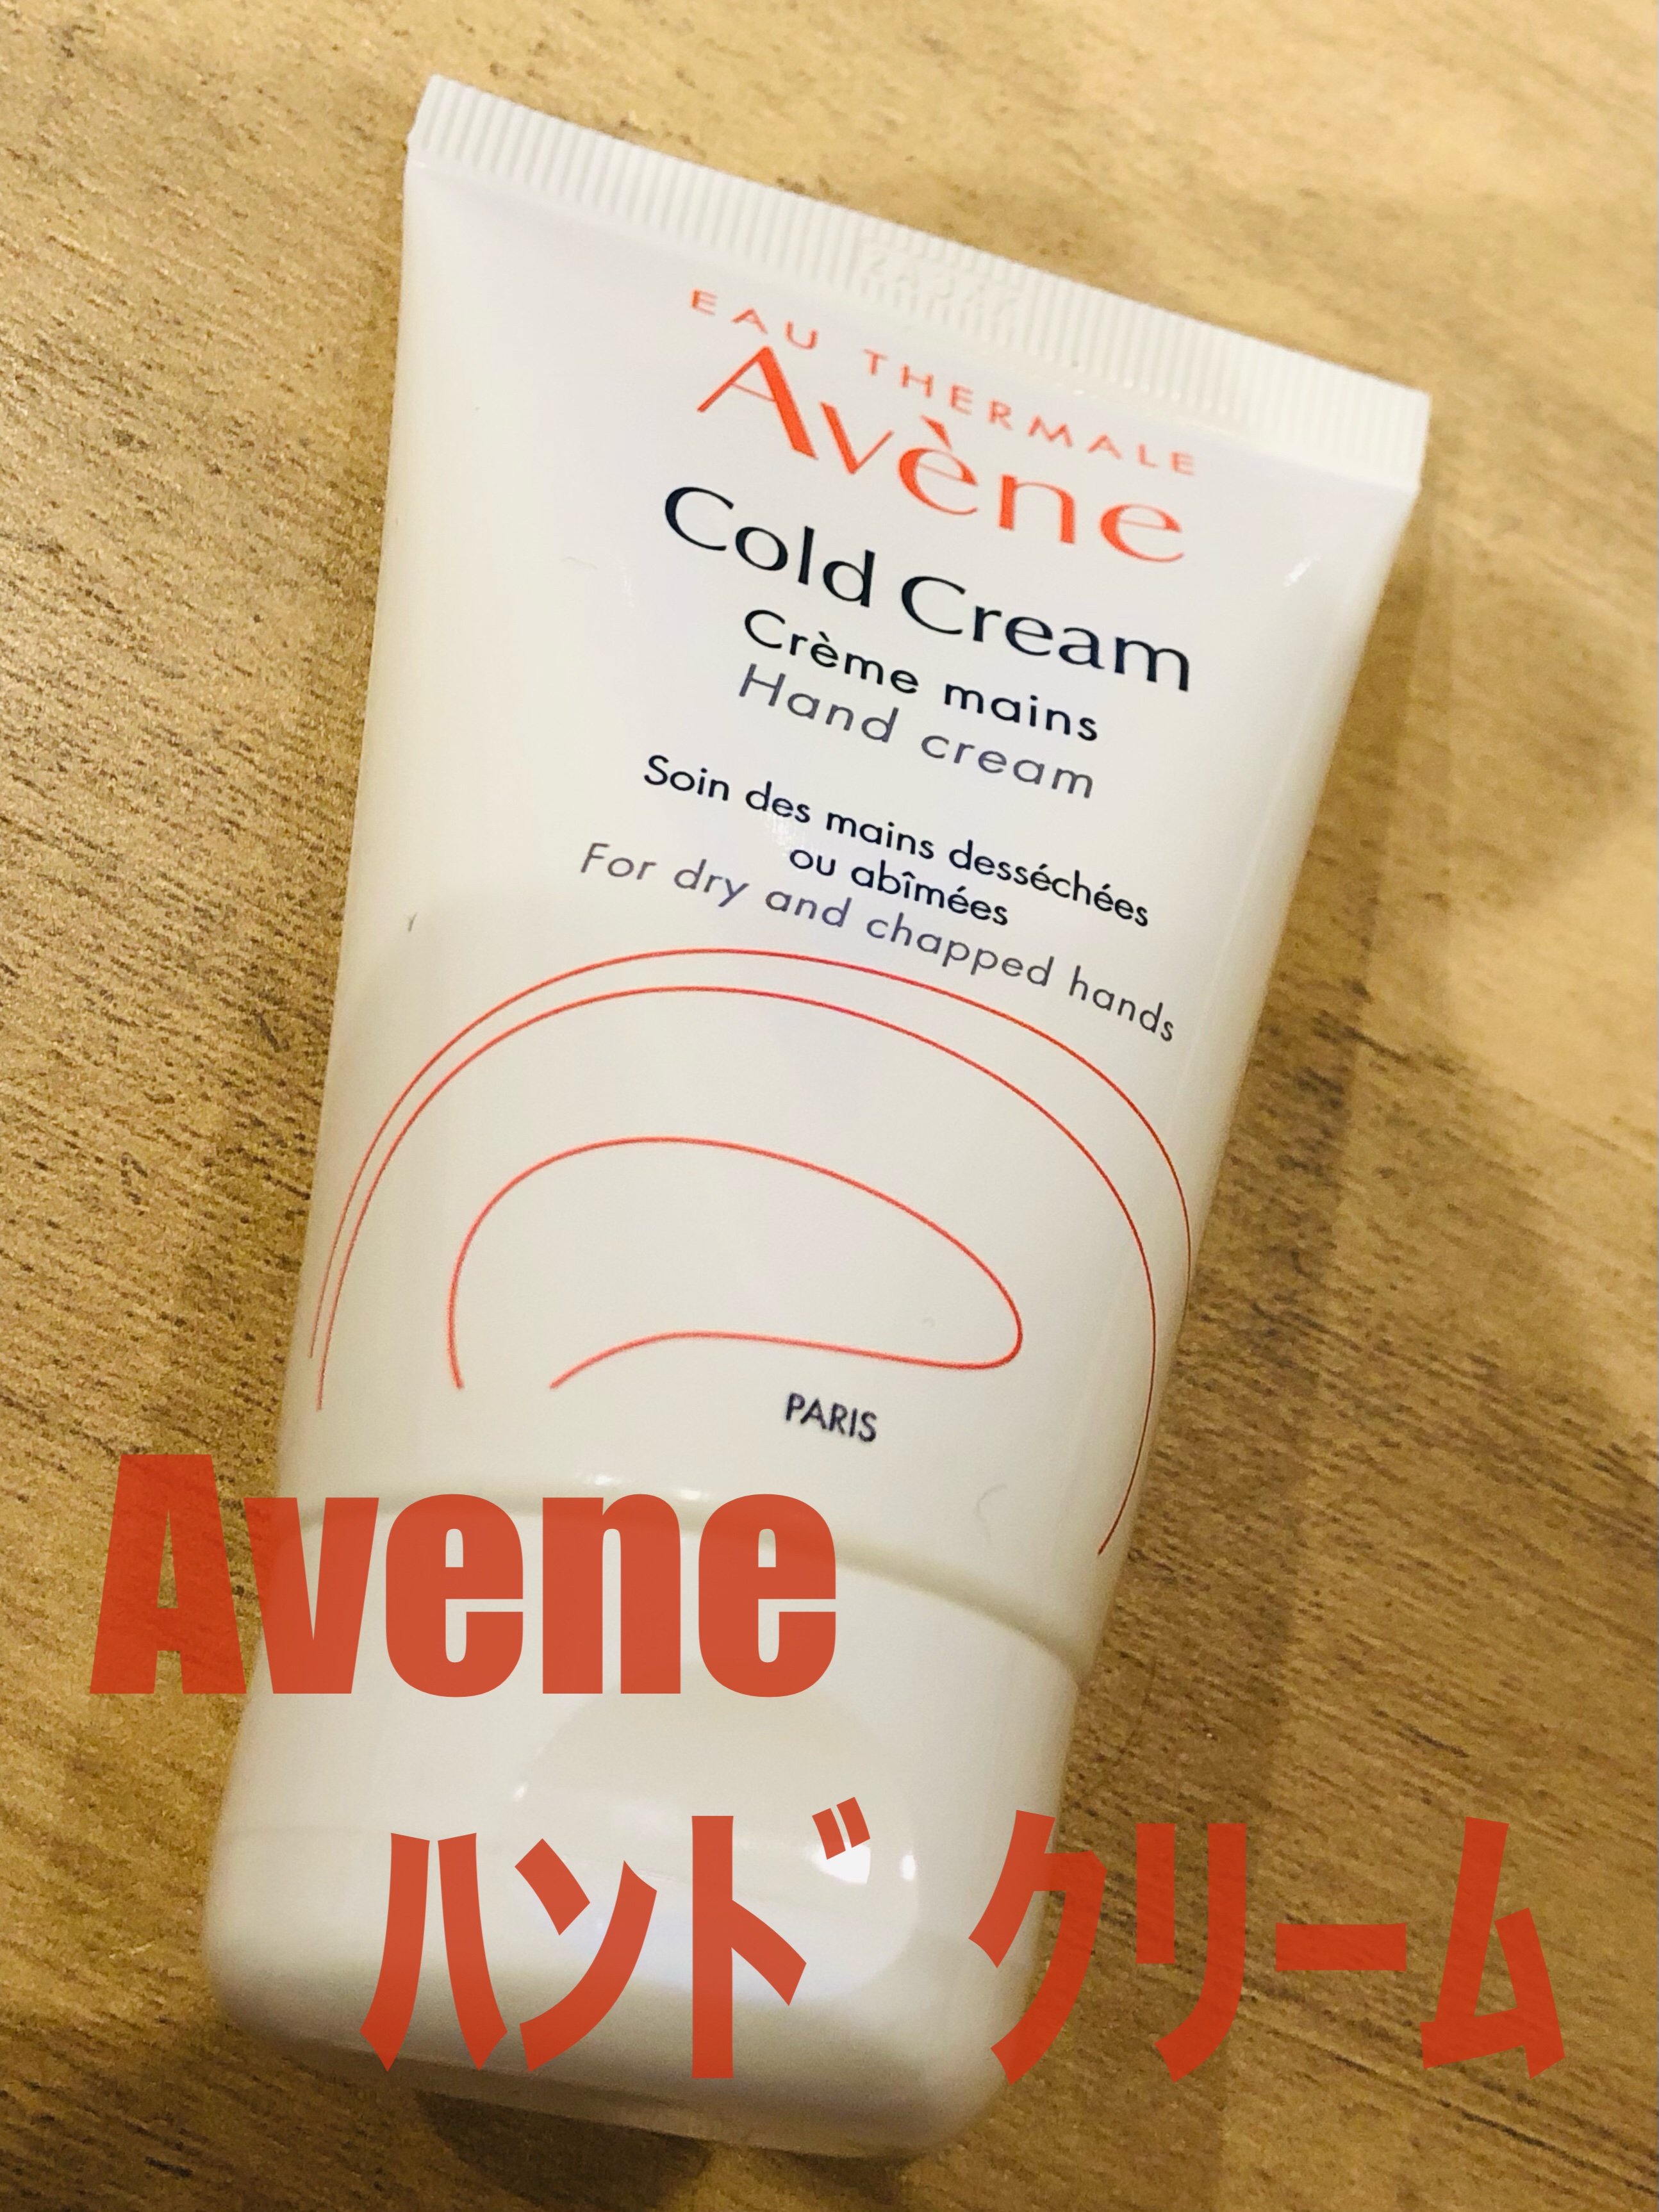 EAU THERMALE
Avène
Cold Cream
Crème mains
Hand cream
Soin des mains desséchées
ou abîmées
For dry and chapped hands
PARIS
Avene
ﾊﾝﾄﾞ ｸﾘｰﾑ